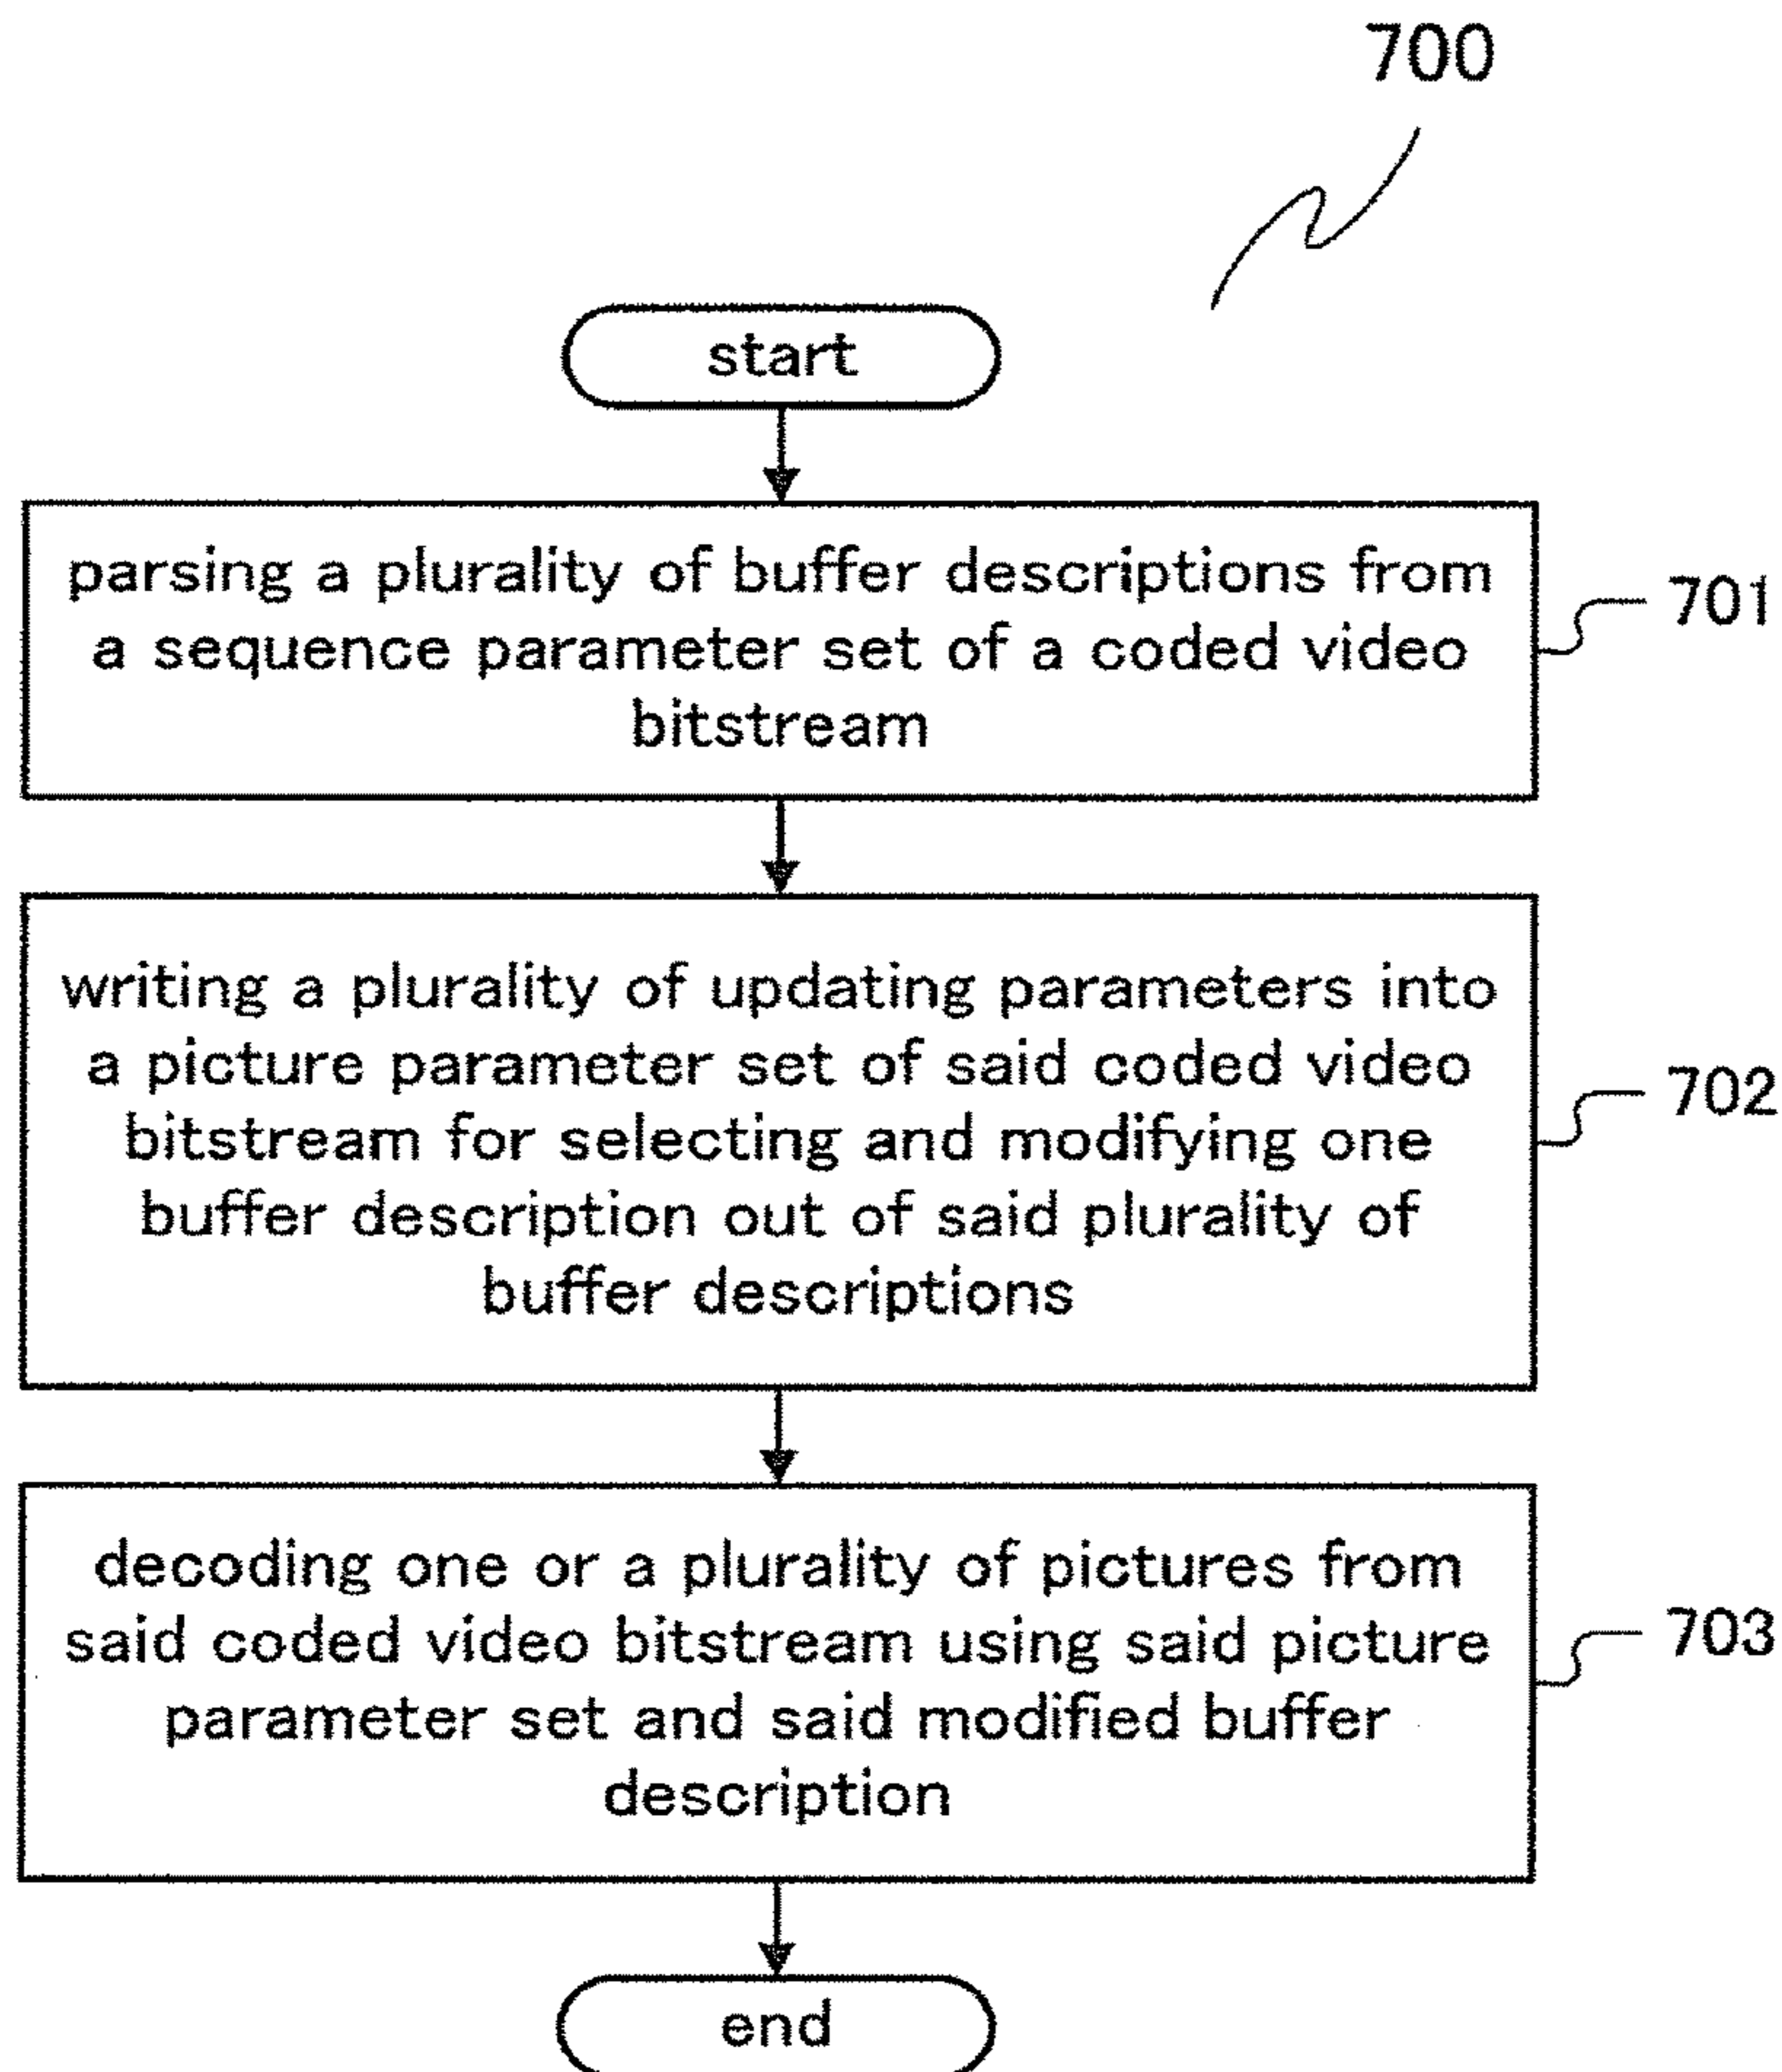 700
start
parsing a plurality of buffer descriptions from
a sequence parameter set of a coded video
bitstream
701
writing a plurality of updating parameters into
a picture parameter set of said coded video
bitstream for selecting and modifying one
buffer description out of said plurality of
buffer descriptions
702
decoding one or a plurality of pictures from
said coded video bitstream using said picture
parameter set and said modified buffer
description
703
end